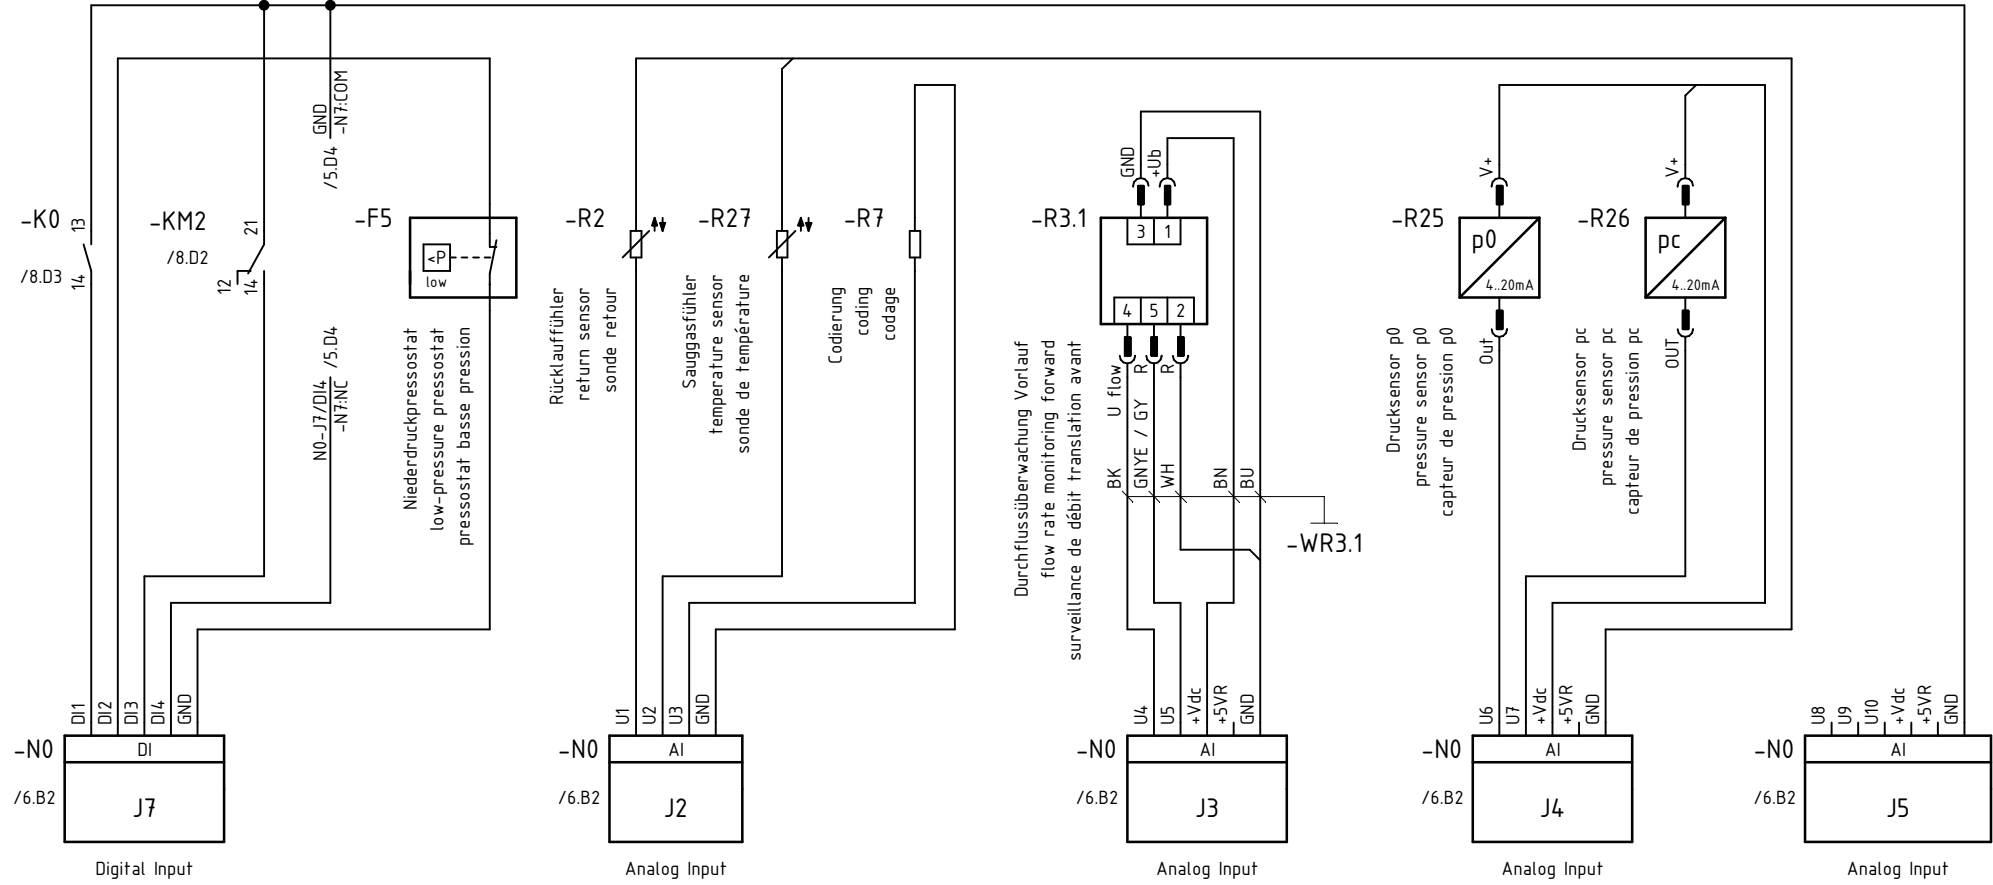 GND
-N7:COM
/5.D4
-K0
13
14
/8.D3
-KM2
/8.D2
21
12
14
N0-J7/DI4
-N7:NC
/5.D4
-F5
<P
low
Niederdruckpressostat
low-pressure pressostat
pressostat basse pression
-R2
Rücklauffühler
return sensor
sonde retour
-R27
Sauggasfühler
temperature sensor
sonde de température
-R7
Codierung
coding
codage
-R3.1
GND
+Ub
3
1
4
5
2
U flow
R
R
BK
GNYE / GY
WH
BN
BU
-WR3.1
Durchflussüberwachung Vorlauf
flow rate monitoring forward
surveillance de débit translation avant
-R25
V+
p0
4..20mA
Out
Drucksensor p0
pressure sensor p0
capteur de pression p0
-R26
V+
pc
4..20mA
OUT
Drucksensor pc
pressure sensor pc
capteur de pression pc
DI1
DI2
DI3
DI4
GND
-N0
DI
/6.B2
J7
Digital Input
U1
U2
U3
GND
-N0
AI
/6.B2
J2
Analog Input
U4
U5
+Vdc
+5VR
GND
-N0
AI
/6.B2
J3
Analog Input
U6
U7
+Vdc
+5VR
GND
-N0
AI
/6.B2
J4
Analog Input
U8
U9
U10
+Vdc
+5VR
GND
-N0
AI
/6.B2
J5
Analog Input